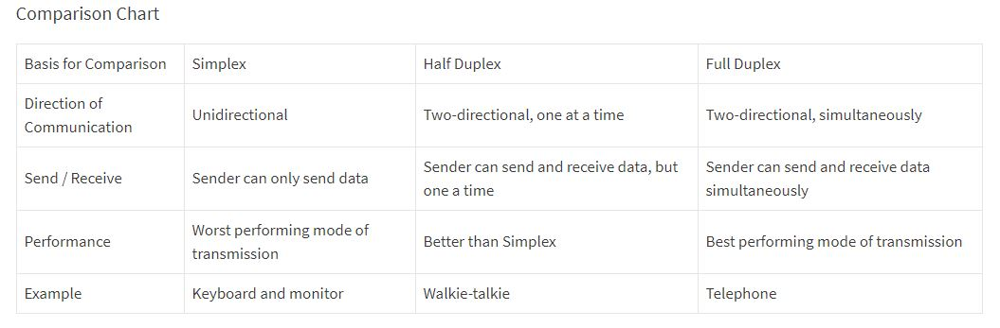 Comparison Chart
Basis for Comparison
Simplex
Half Duplex
Full Duplex
Direction of
Communication
Unidirectional
Two-directional, one at a time
Two-directional, simultaneously
Send / Receive
Sender can only send data
Sender can send and receive data, but
one a time
Sender can send and receive data
simultaneously
Performance
Worst performing mode of
transmission
Better than Simplex
Best performing mode of transmission
Example
Keyboard and monitor
Walkie-talkie
Telephone